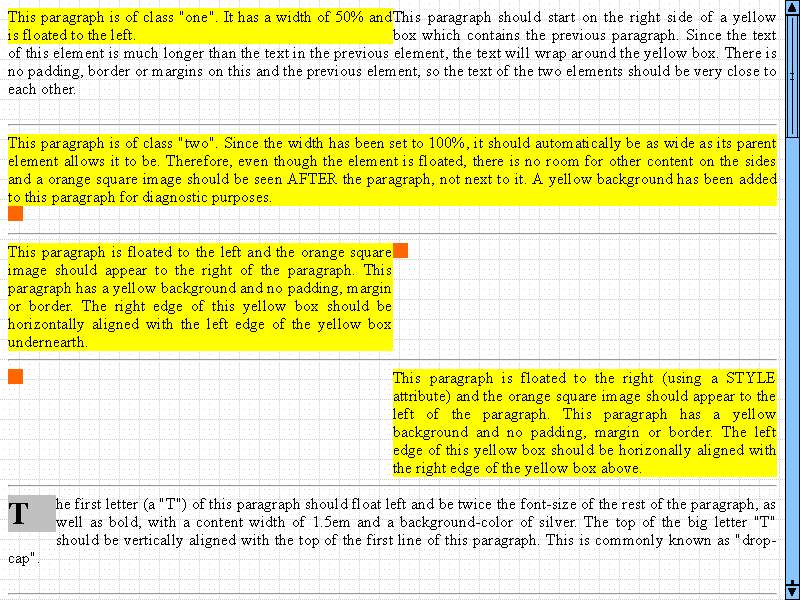 This paragraph is of class "one". It has a width of 50% and
is floated to the left.
This paragraph should start on the right side of a yellow
box which contains the previous paragraph. Since the text
of this element is much longer than the text in the previous element, the text will wrap around the yellow box. There is
no padding, border or margins on this and the previous element, so the text of the two elements should be very close to
each other.
This paragraph is of class "two". Since the width has been set to 100%, it should automatically be as wide as its parent
element allows it to be. Therefore, even though the element is floated, there is no room for other content on the sides
and a orange square image should be seen AFTER the paragraph, not next to it. A yellow background has been added
to this paragraph for diagnostic purposes.
This paragraph is floated to the left and the orange square
image should appear to the right of the paragraph. This
paragraph has a yellow background and no padding, margin
or border. The right edge of this yellow box should be
horizontally aligned with the left edge of the yellow box
undernearth.
This paragraph is floated to the right (using a STYLE
attribute) and the orange square image should appear to the
left of the paragraph. This paragraph has a yellow
background and no padding, margin or border. The left
edge of this yellow box should be horizonally aligned with
the right edge of the yellow box above.
The first letter (a "T") of this paragraph should float left and be twice the font-size of the rest of the paragraph, as
well as bold, with a content width of 1.5em and a background-color of silver. The top of the big letter "T"
should be vertically aligned with the top of the first line of this paragraph. This is commonly known as "drop-
cap".